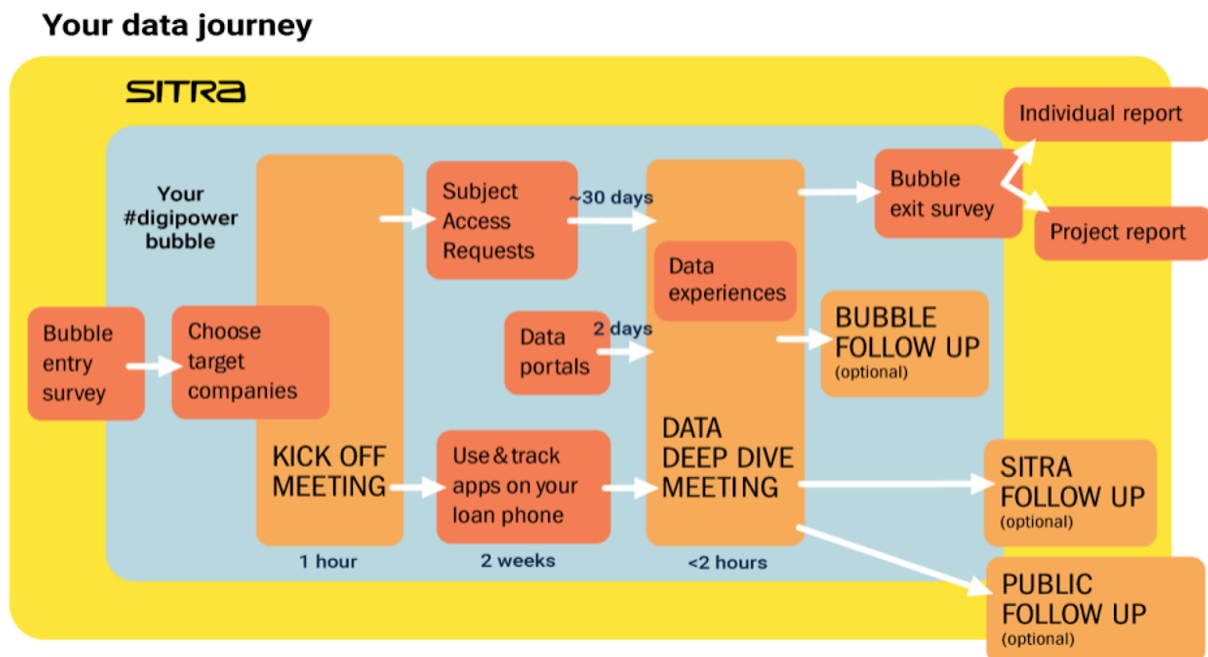 Your data journey
SITRA
Your
#digipower
bubble
Bubble
entry
survey
Choose
target
companies
KICK OFF
MEETING
1 hour
Subject
Access
Requests
~30 days
Data
portals
2 days
Use & track
apps on your
loan phone
2 weeks
Data
experiences
DATA
DEEP DIVE
MEETING
<2 hours
Bubble
exit survey
Individual report
Project report
BUBBLE
FOLLOW UP
(optional)
SITRA
FOLLOW UP
(optional)
PUBLIC
FOLLOW UP
(optional)